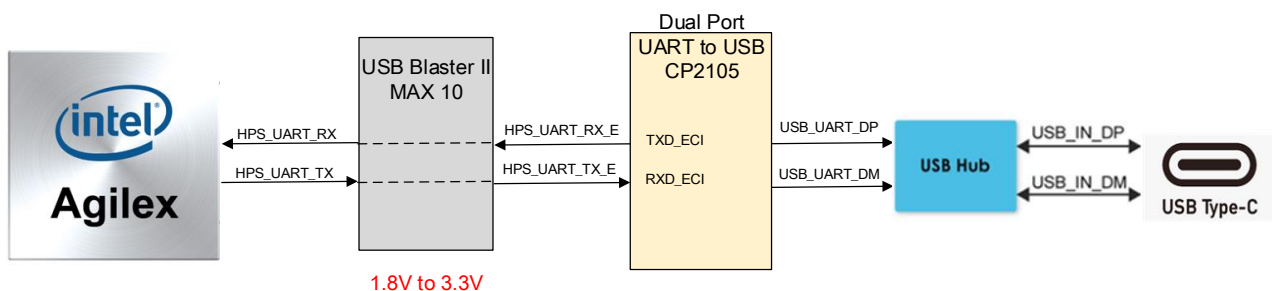 Dual Port
UART to USB
CP2105
USB Blaster II
MAX 10
intel
Agilex
HPS_UART_RX
HPS_UART_TX
HPS_UART_RX_E
HPS_UART_TX_E
TXD_ECI
RXD_ECI
USB_UART_DP
USB_UART_DM
USB Hub
USB_IN_DP
USB_IN_DM
USB Type-C
1.8V to 3.3V